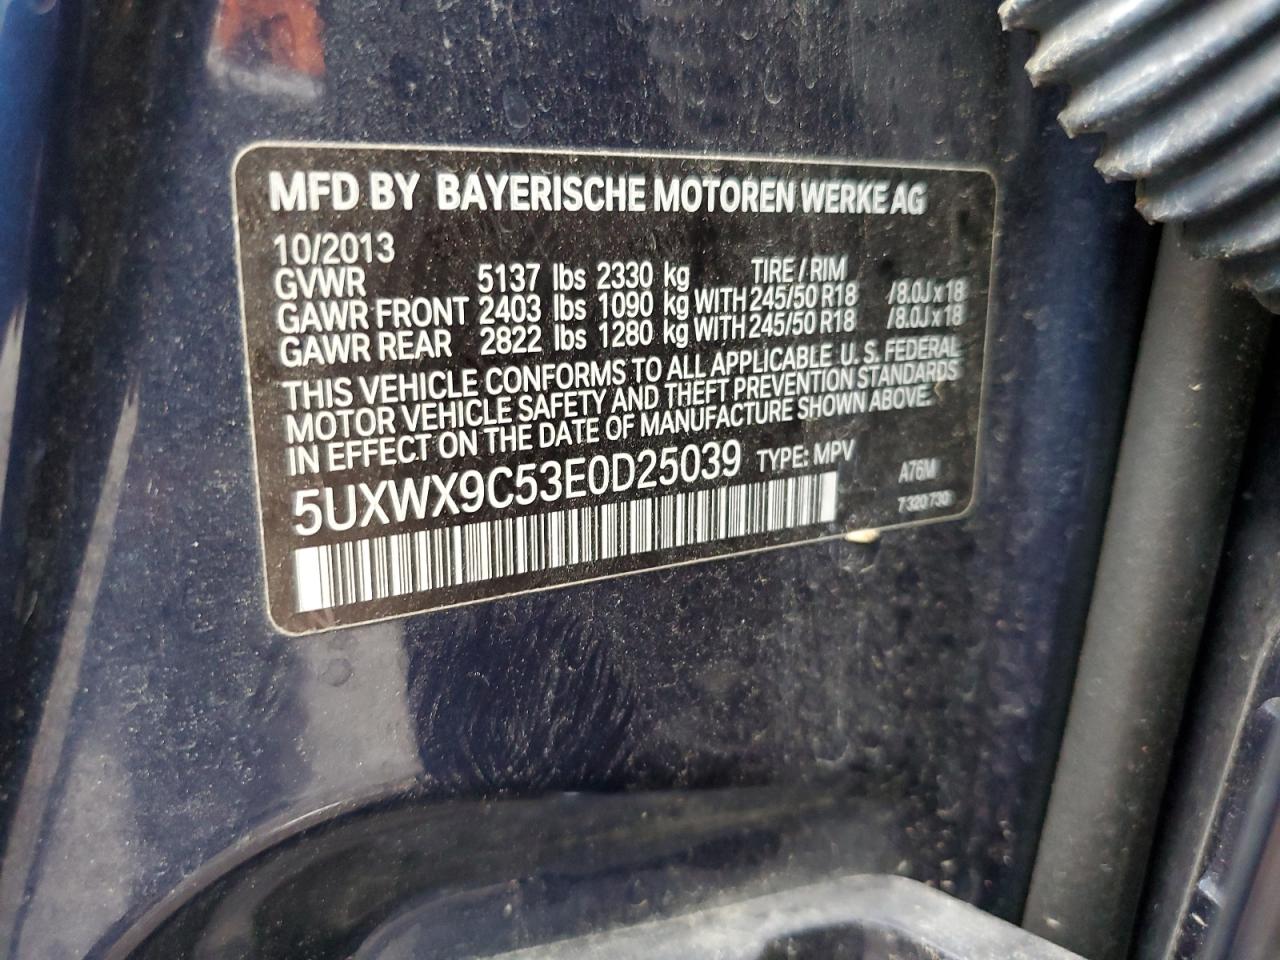 MFD BY BAYERISCHE MOTOREN WERKE AG
10/2013
GVWR 5137 lbs 2330 kg TIRE / RIM
GAWR FRONT 2403 lbs 1090 kg WITH 245/50 R18 /8.0J x 18
GAWR REAR 2822 lbs 1280 kg WITH 245/50 R18 /8.0J x 18
THIS VEHICLE CONFORMS TO ALL APPLICABLE U. S. FEDERAL
MOTOR VEHICLE SAFETY AND THEFT PREVENTION STANDARDS
IN EFFECT ON THE DATE OF MANUFACTURE SHOWN ABOVE.
5UXWX9C53E0D25039 TYPE: MPV
A76M
7 320 730